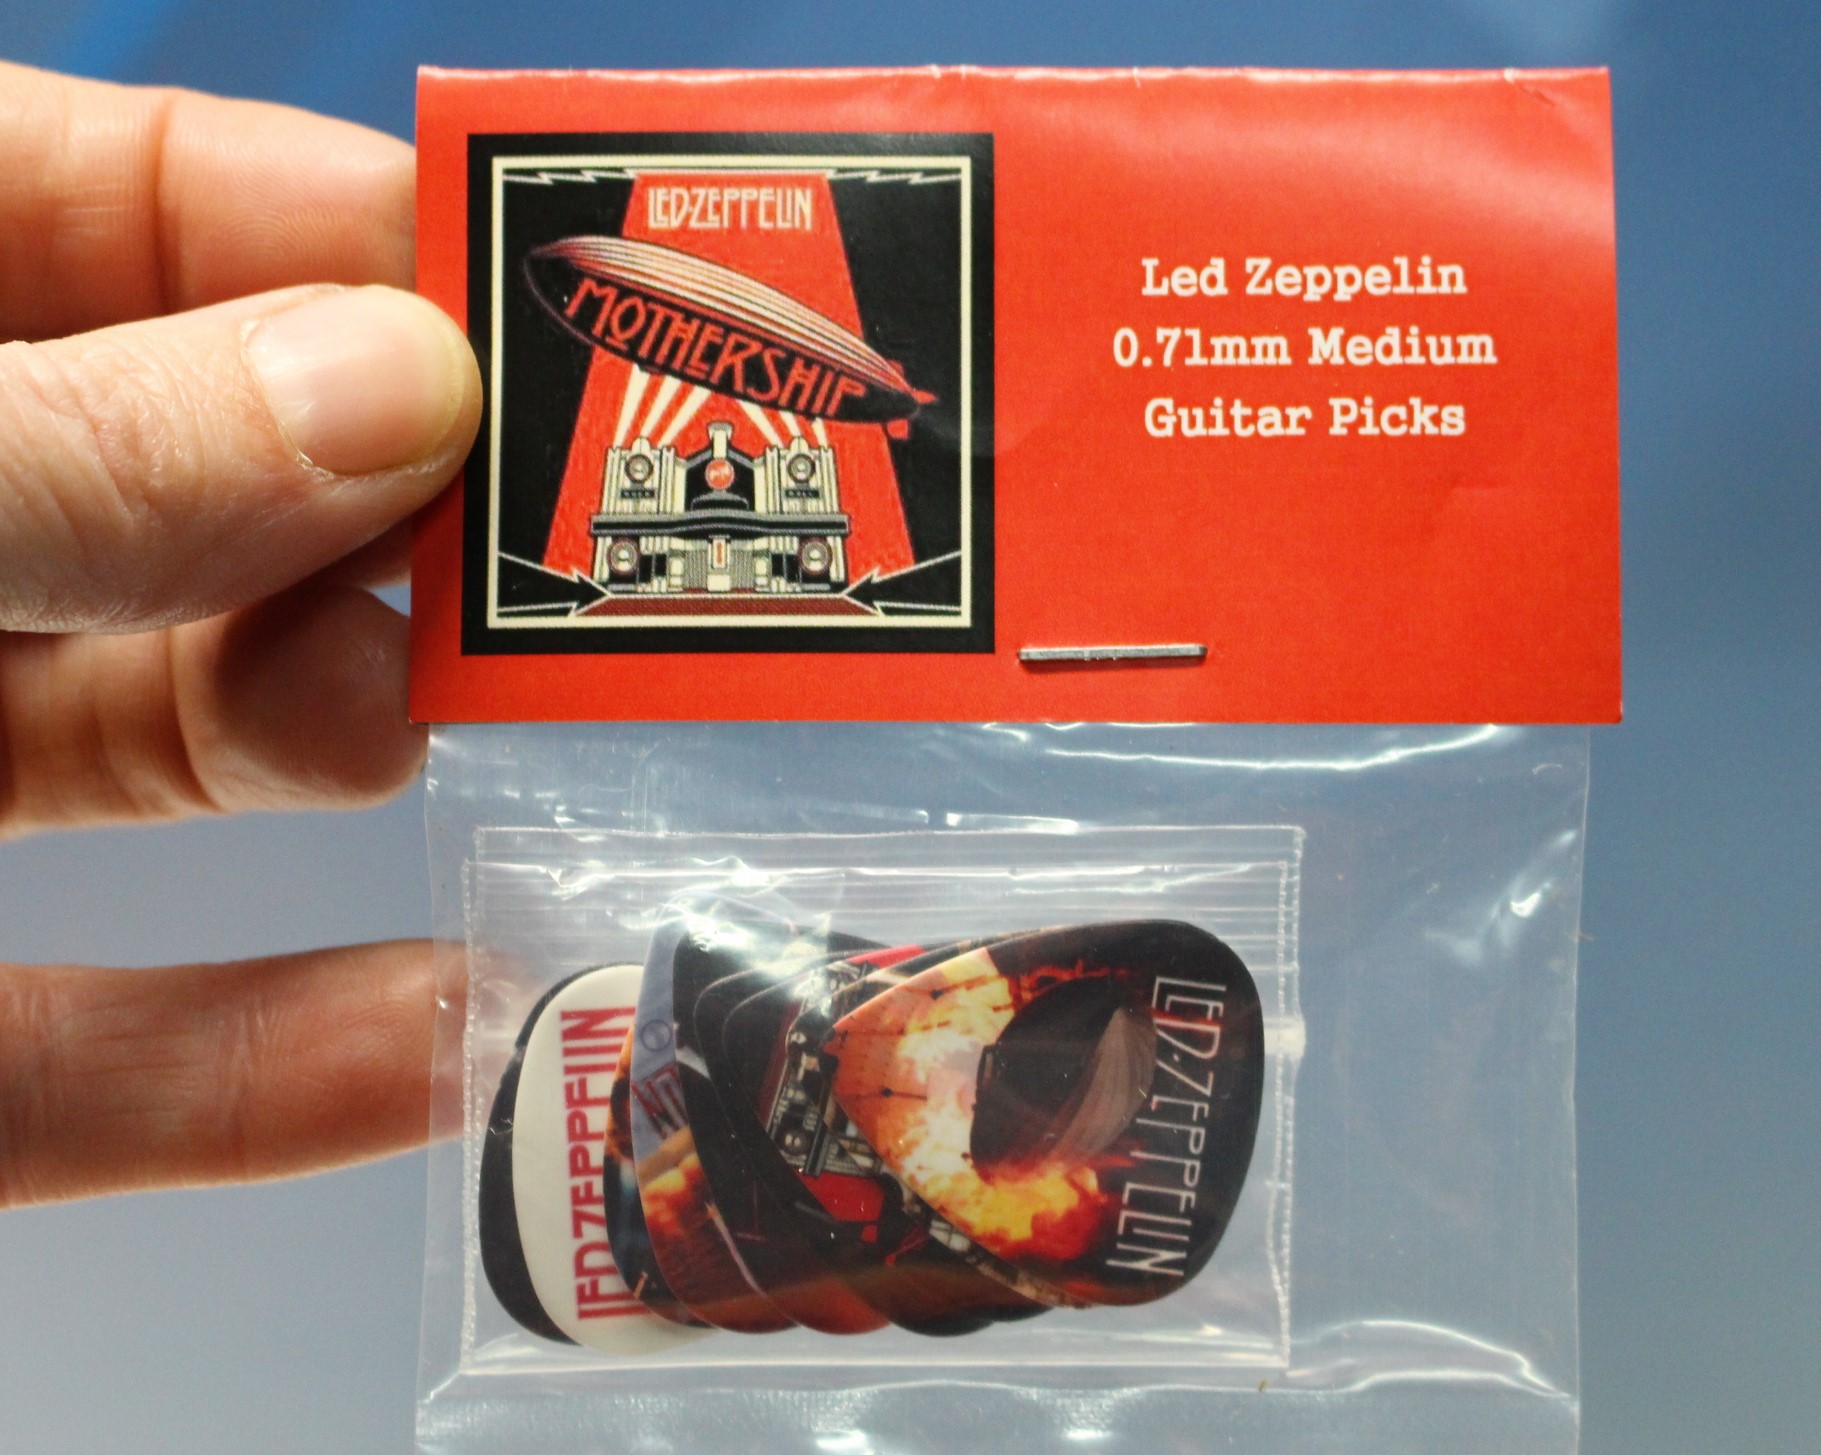 LED·ZEPPELIN
MOTHERSHIP
Led Zeppelin
0.71mm Medium
Guitar Picks
LED ZEPPELIN
LED·ZEPPELIN